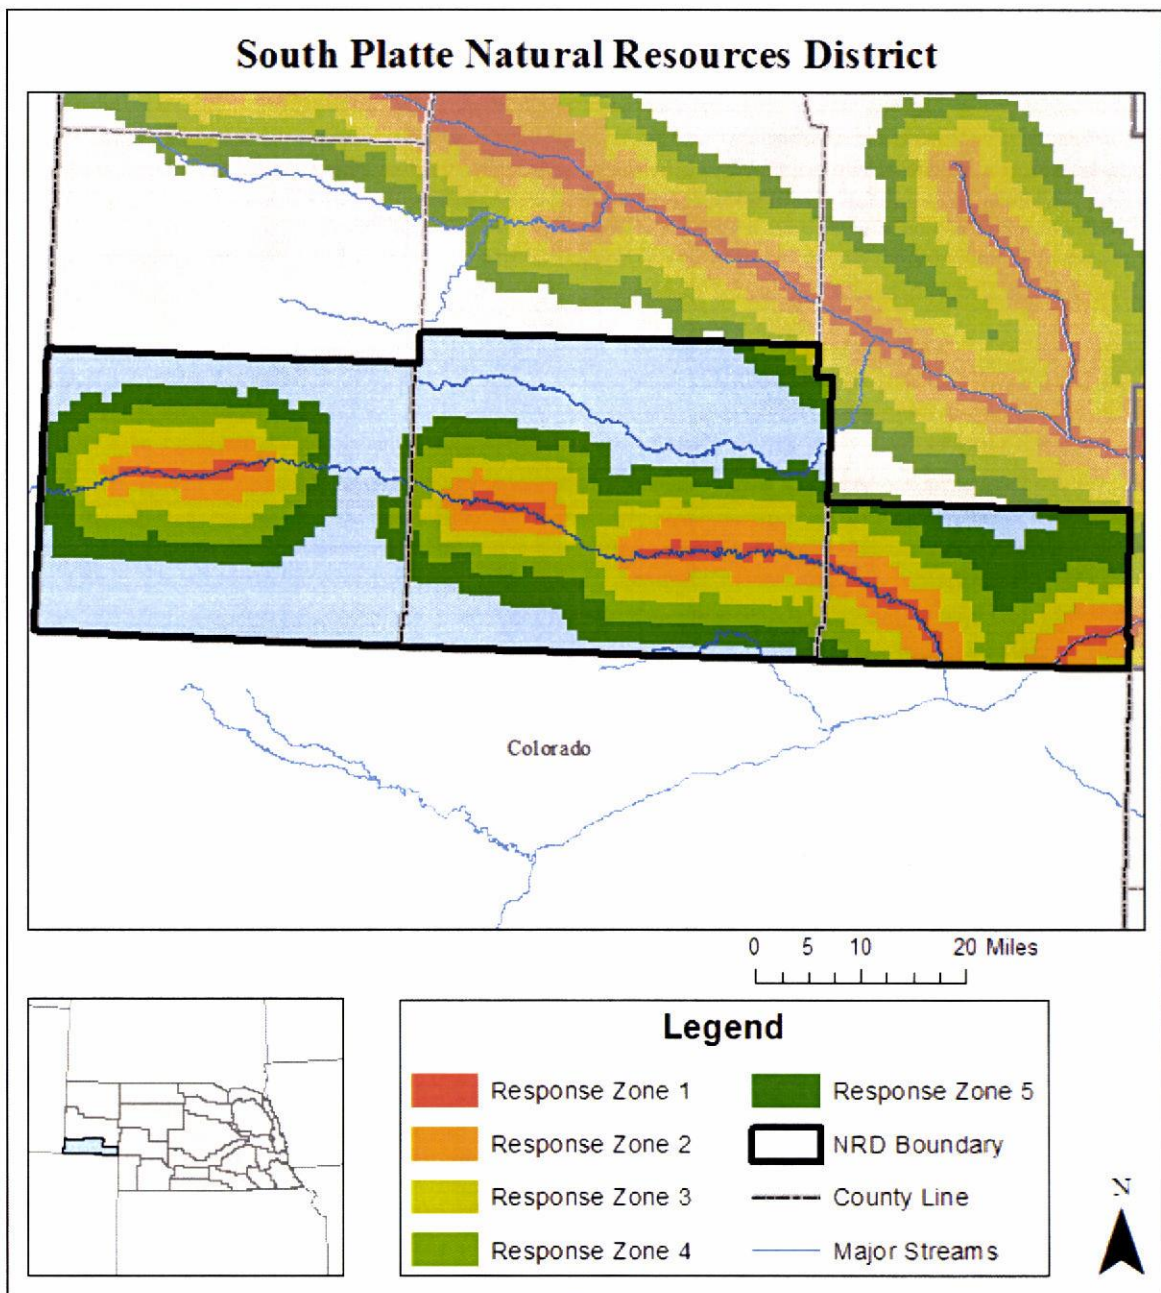 South Platte Natural Resources District
Colorado
0 5 10 20 Miles
Legend
Response Zone 1
Response Zone 2
Response Zone 3
Response Zone 4
Response Zone 5
NRD Boundary
County Line
Major Streams
N